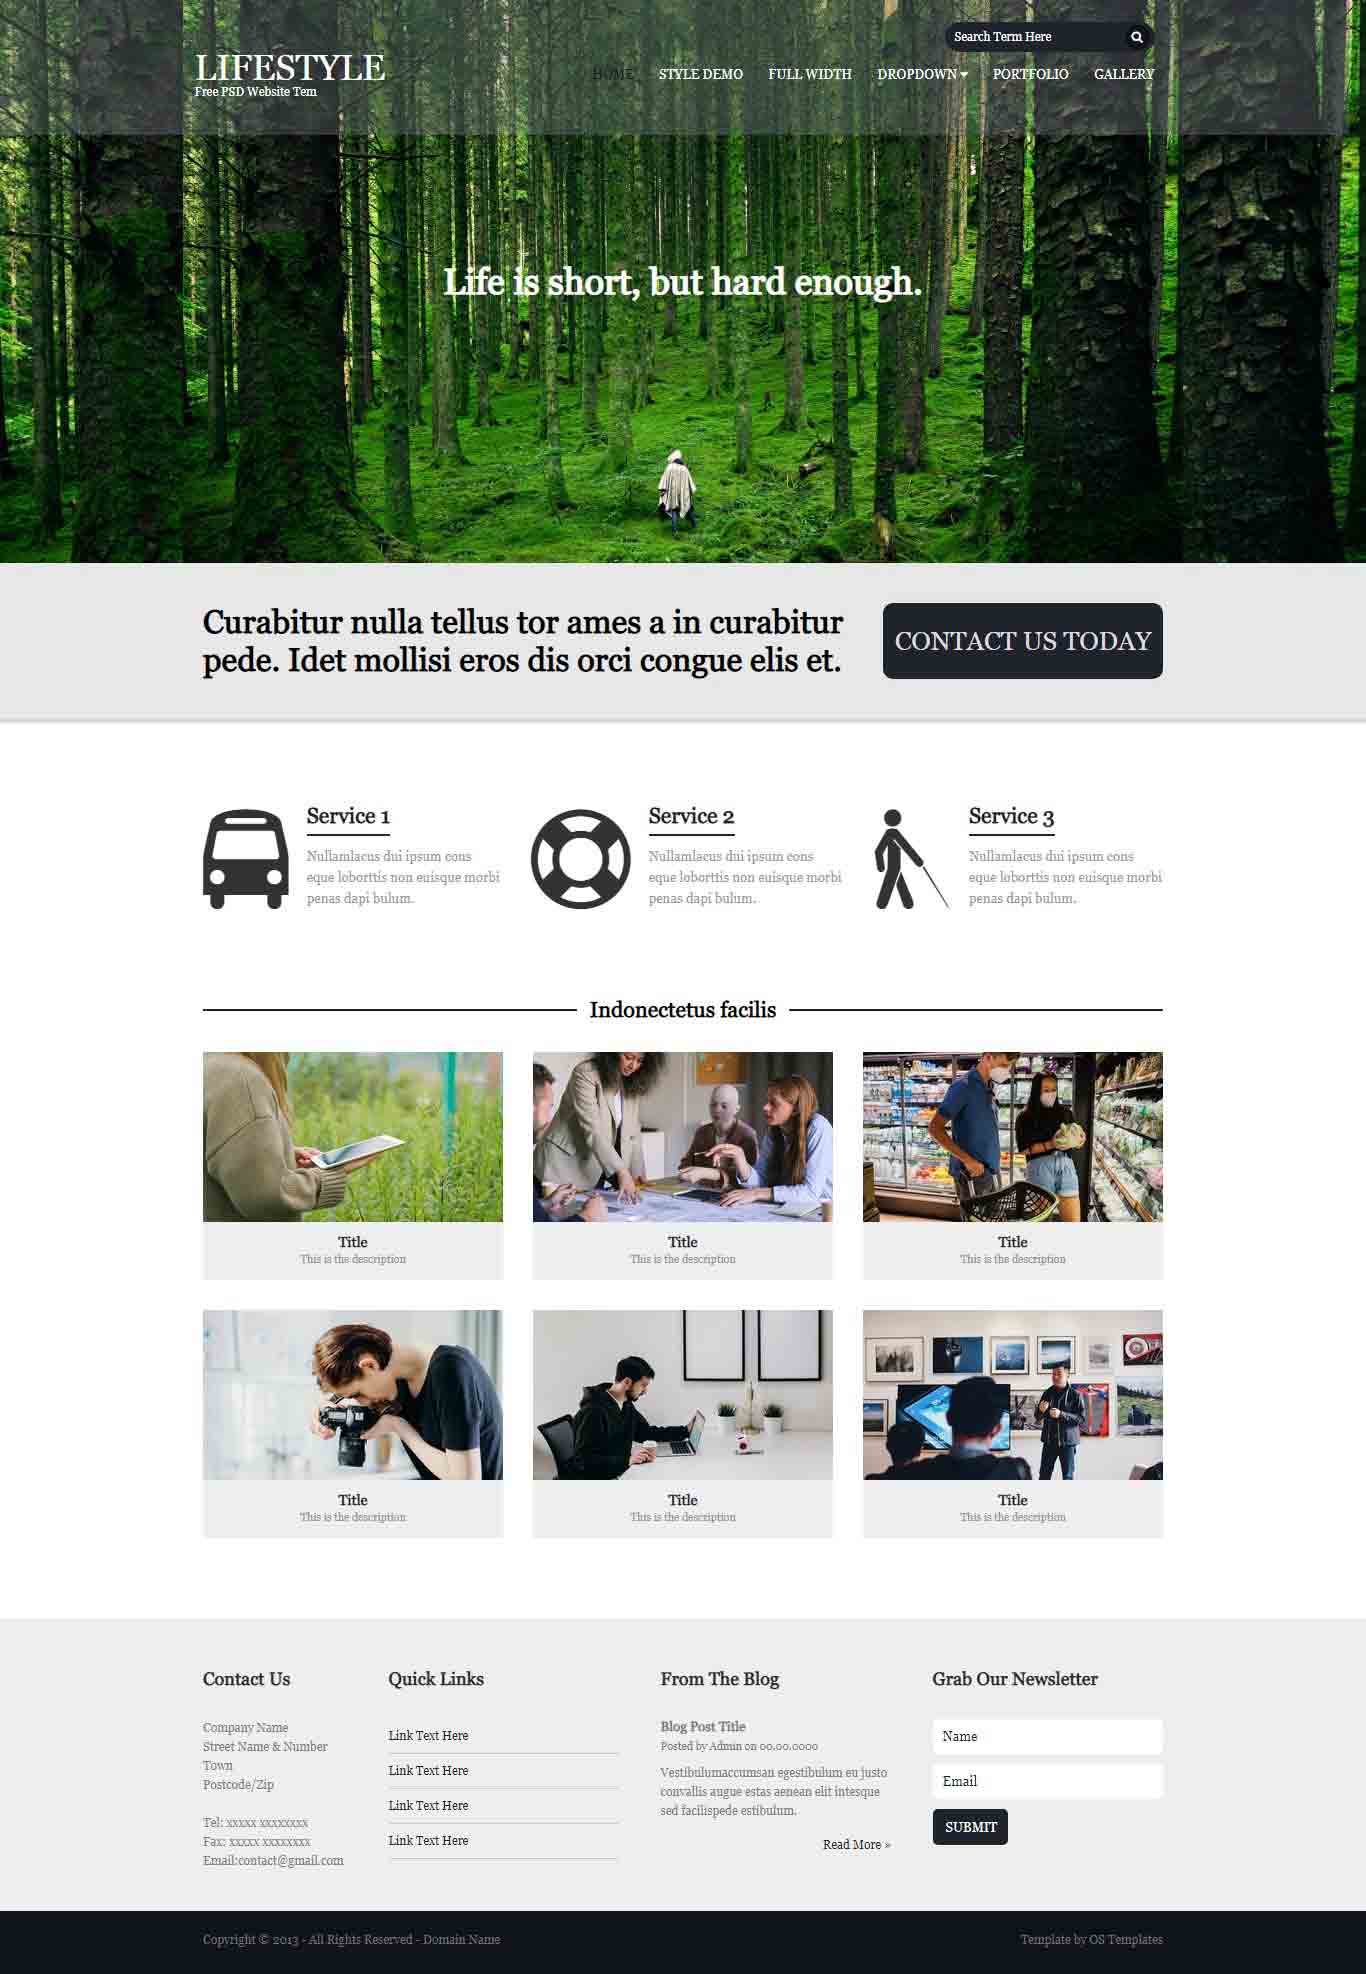 Search Term Here
LIFESTYLE
Free PSD Website Tem
HOME STYLE DEMO FULL WIDTH DROPDOWN PORTFOLIO GALLERY
Life is short, but hard enough.
Curabitur nulla tellus tor ames a in curabitur
pede. Idet mollisi eros dis orci congue elis et.
CONTACT US TODAY
Service 1
Nullamlacus dui ipsum cons
eque loborttis non euisque morbi
penas dapi bulum.
Service 2
Nullamlacus dui ipsum cons
eque loborttis non euisque morbi
penas dapi bulum.
Service 3
Nullamlacus dui ipsum cons
eque loborttis non euisque morbi
penas dapi bulum.
Indonectetus facilis
Title
This is the description
Title
This is the description
Title
This is the description
Title
This is the description
Title
This is the description
Title
This is the description
Contact Us
Company Name
Street Name & Number
Town
Postcode/Zip
Tel: xxxxx xxxxxxxx
Fax: xxxxx xxxxxxxx
Email:contact@gmail.com
Quick Links
Link Text Here
Link Text Here
Link Text Here
Link Text Here
From The Blog
Blog Post Title
Posted by Admin on 00.00.0000
Vestibulumaccumsan egestibulum eu justo
convallis augue estas aenean elit intesque
sed facilispede estibulum.
Read More »
Grab Our Newsletter
Name
Email
SUBMIT
Copyright © 2013 - All Rights Reserved - Domain Name
Template by OS Templates